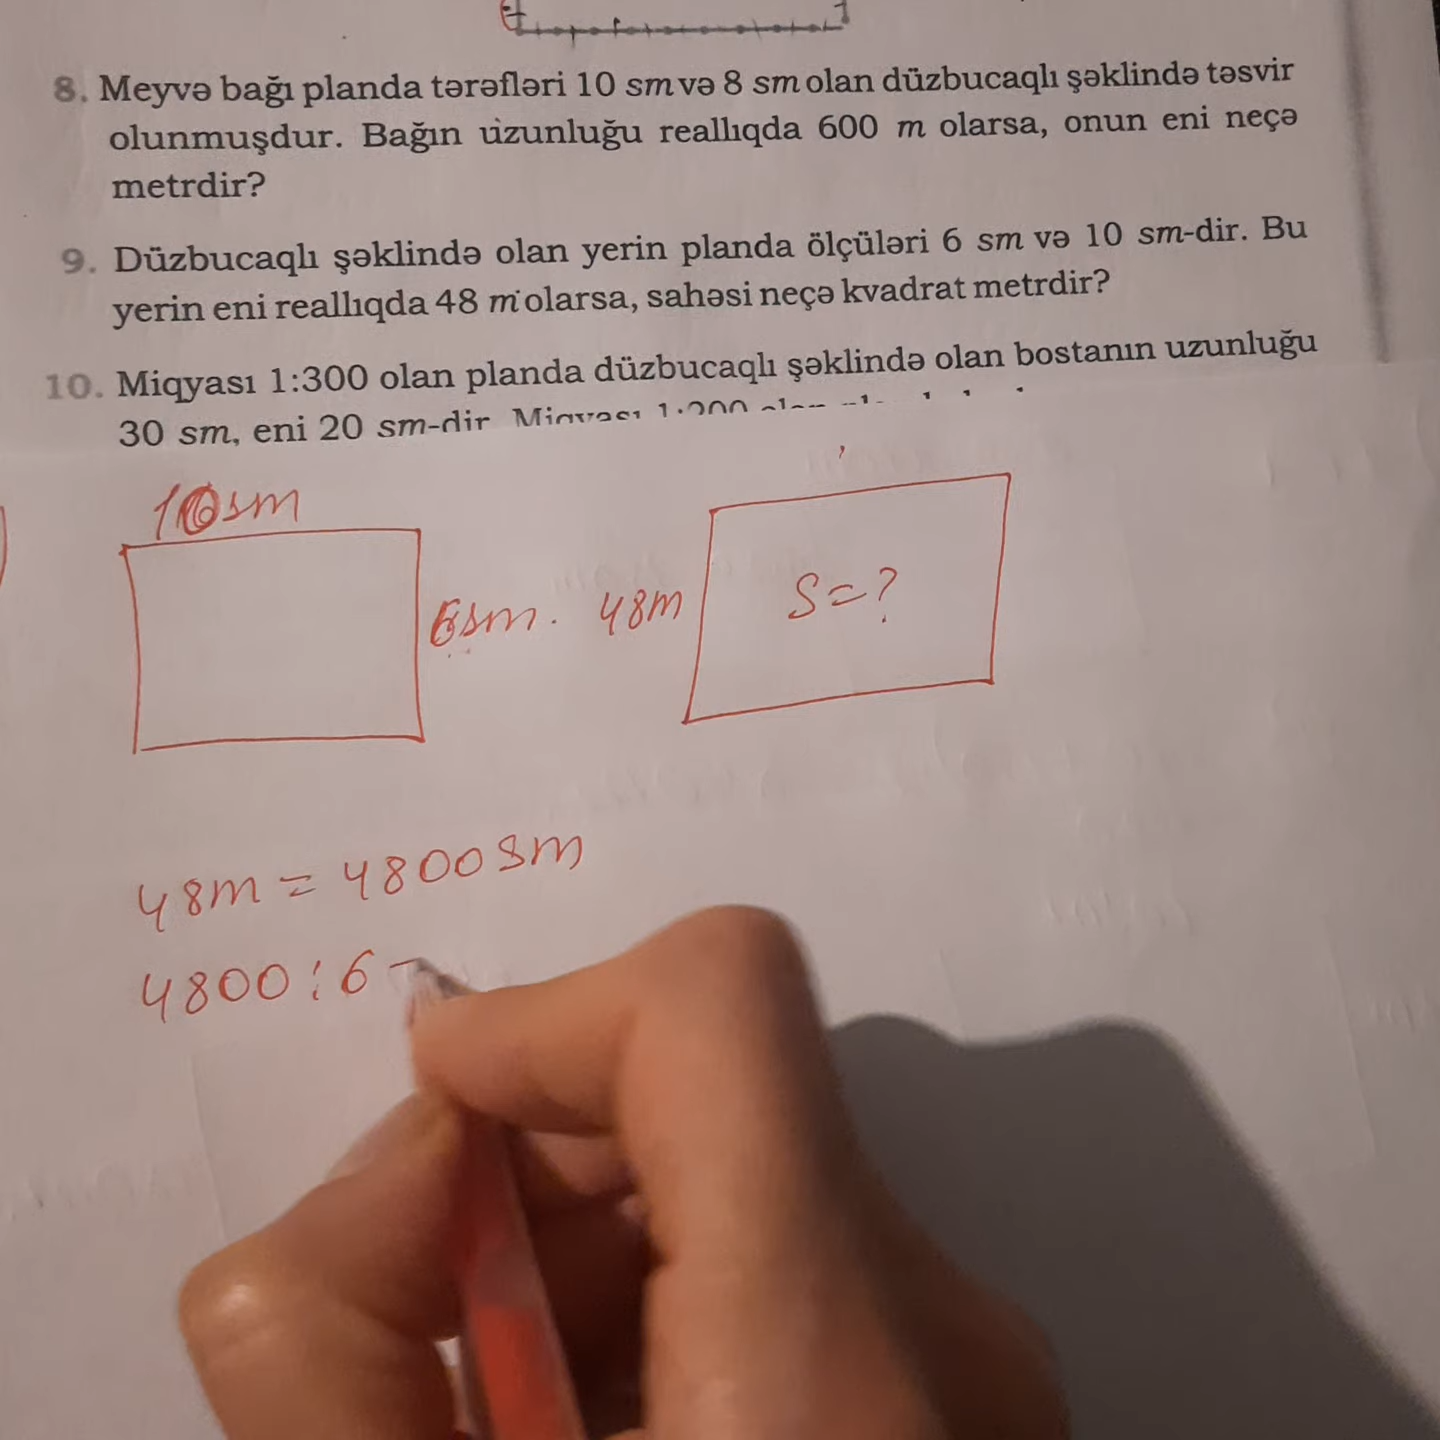 8. Meyvə bağı planda tərəfləri 10 sm və 8 sm olan düzbucaqlı şəklində təsvir
olunmuşdur. Bağın uzunluğu reallıqda 600 m olarsa, onun eni neçə
metrdir?
9. Düzbucaqlı şəklində olan yerin planda ölçüləri 6 sm və 10 sm-dir. Bu
yerin eni reallıqda 48 m olarsa, sahəsi neçə kvadrat metrdir?
10. Miqyası 1:300 olan planda düzbucaqlı şəklində olan bostanın uzunluğu
30 sm, eni 20 sm-dir. Miqyası
10sm
6sm. 48m S=?
48m = 4800sm
4800:6